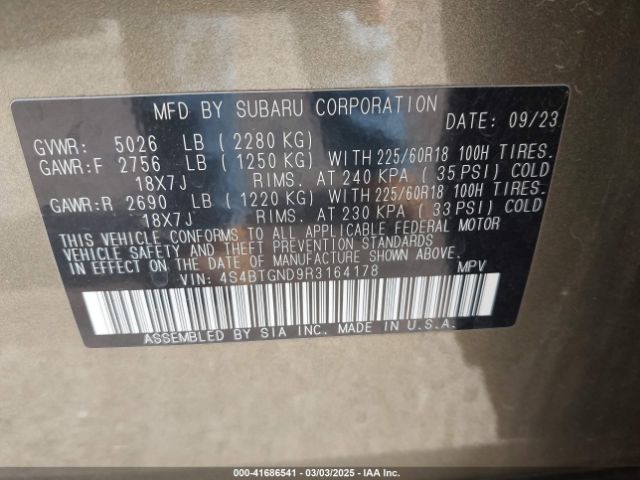 MFD BY SUBARU CORPORATION
DATE: 09/23
GVWR: 5026 LB (2280 KG)
GAWR:F 2756 LB (1250 KG) WITH 225/60R18 100H TIRES.
18X7J RIMS. AT 240 KPA (35 PSI) COLD
GAWR:R 2690 LB (1220 KG) WITH 225/60R18 100H TIRES.
18X7J RIMS. AT 230 KPA (33 PSI) COLD
THIS VEHICLE CONFORMS TO ALL APPLICABLE FEDERAL MOTOR
VEHICLE SAFETY BUMPER AND THEFT PREVENTION STANDARDS
IN EFFECT ON THE DATE OF MANUFACTURE SHOWN ABOVE.
VIN: 4S4BTGND9R3164178 MPV
ASSEMBLED BY SIA INC. MADE IN U.S.A.
000-41686541 | 03/03/2025 | IAA Inc.